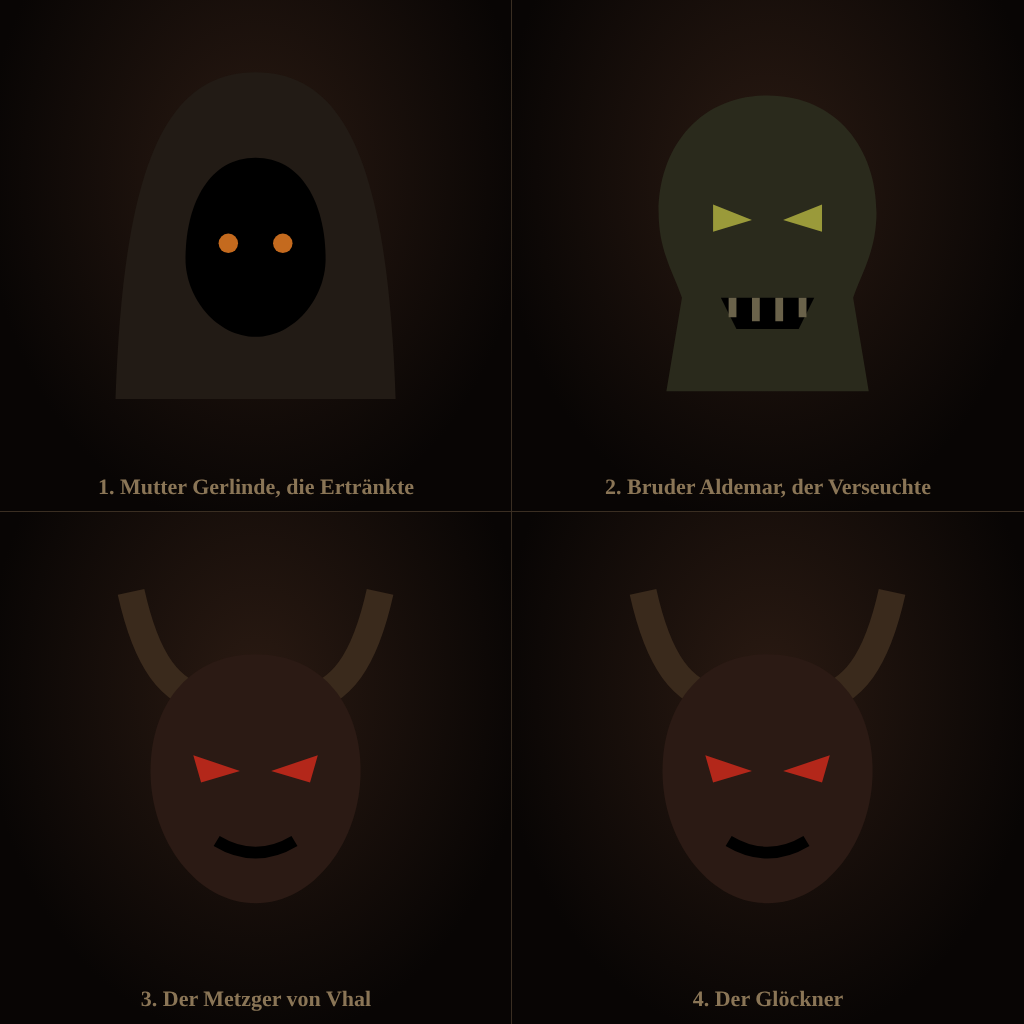 1. Mutter Gerlinde, die Ertränkte
2. Bruder Aldemar, der Verseuchte
3. Der Metzger von Vhal
4. Der Glöckner